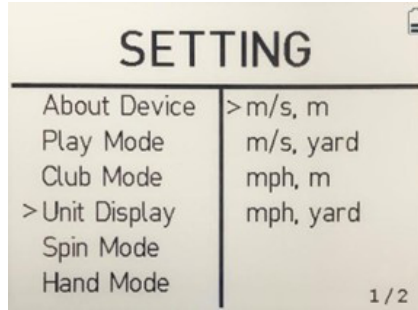 SETTING
About Device
Play Mode
Club Mode
>Unit Display
Spin Mode
Hand Mode
>m/s, m
m/s, yard
mph, m
mph, yard
1/2